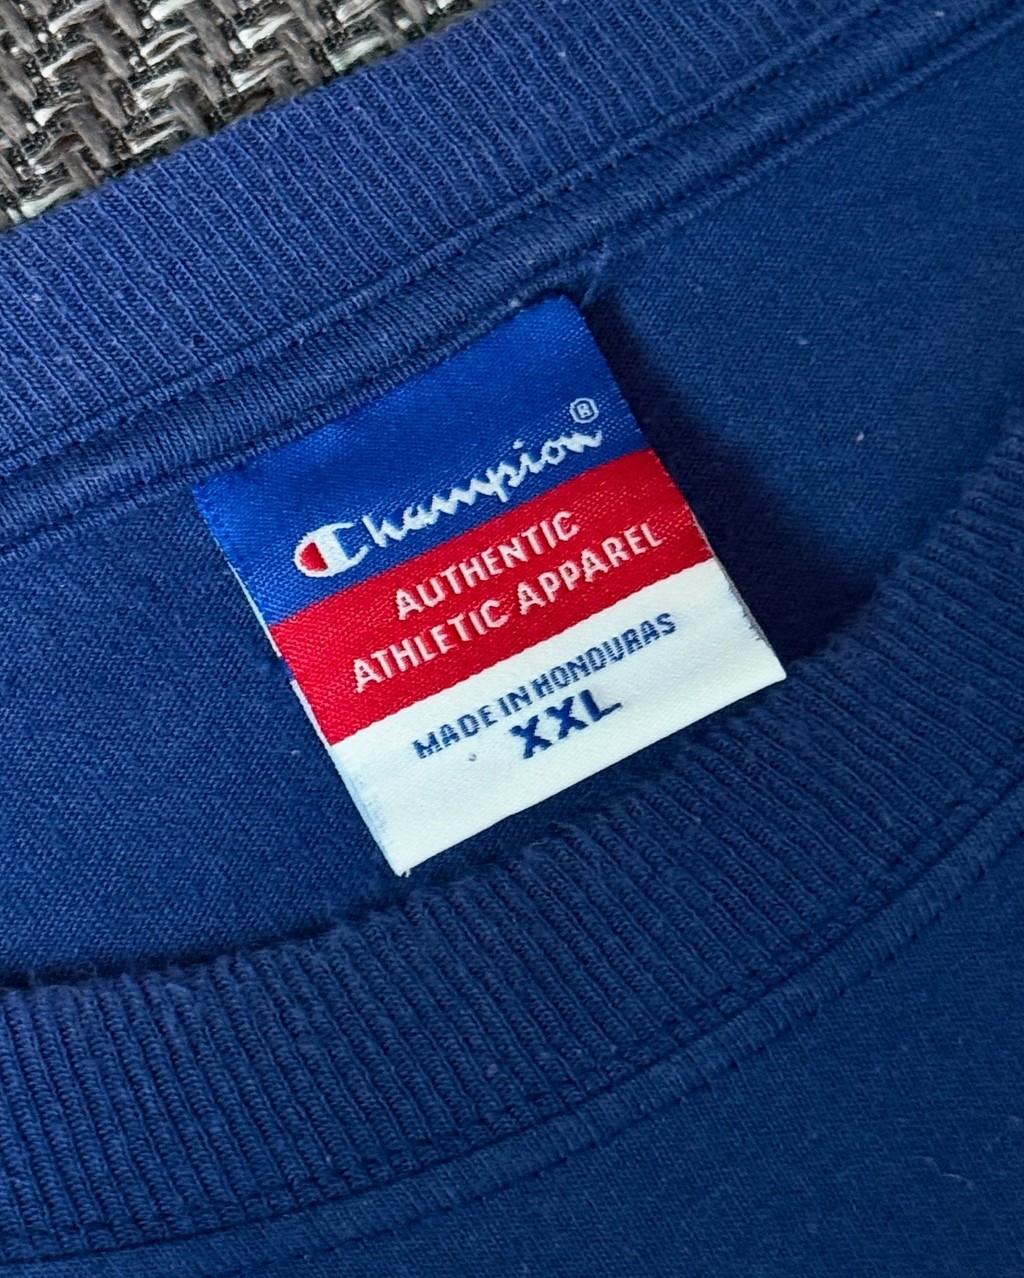 Champion®
AUTHENTIC
ATHLETIC APPAREL
MADE IN HONDURAS
XXL